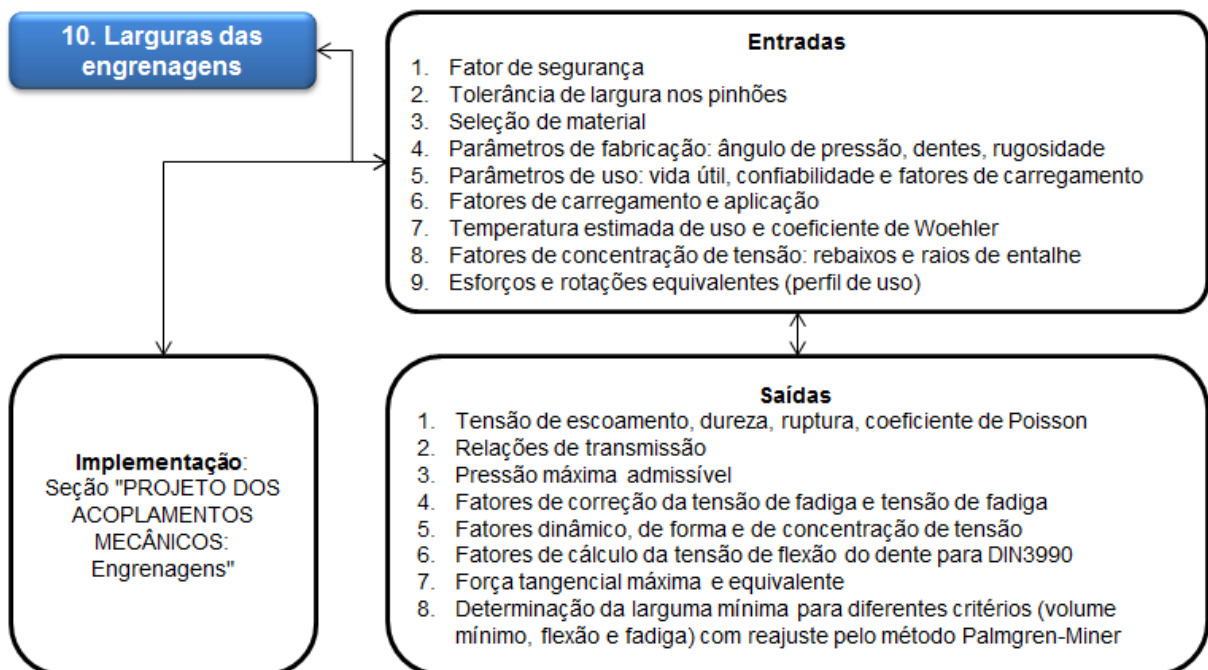 10. Larguras das
engrenagens
Entradas
1. Fator de segurança
2. Tolerância de largura nos pinhões
3. Seleção de material
4. Parâmetros de fabricação: ângulo de pressão, dentes, rugosidade
5. Parâmetros de uso: vida útil, confiabilidade e fatores de carregamento
6. Fatores de carregamento e aplicação
7. Temperatura estimada de uso e coeficiente de Woehler
8. Fatores de concentração de tensão: rebaixos e raios de entalhe
9. Esforços e rotações equivalentes (perfil de uso)
Implementação:
Seção "PROJETO DOS
ACOPLAMENTOS
MECÂNICOS:
Engrenagens"
Saídas
1. Tensão de escoamento, dureza, ruptura, coeficiente de Poisson
2. Relações de transmissão
3. Pressão máxima admissível
4. Fatores de correção da tensão de fadiga e tensão de fadiga
5. Fatores dinâmico, de forma e de concentração de tensão
6. Fatores de cálculo da tensão de flexão do dente para DIN3990
7. Força tangencial máxima e equivalente
8. Determinação da larguma mínima para diferentes critérios (volume
mínimo, flexão e fadiga) com reajuste pelo método Palmgren-Miner